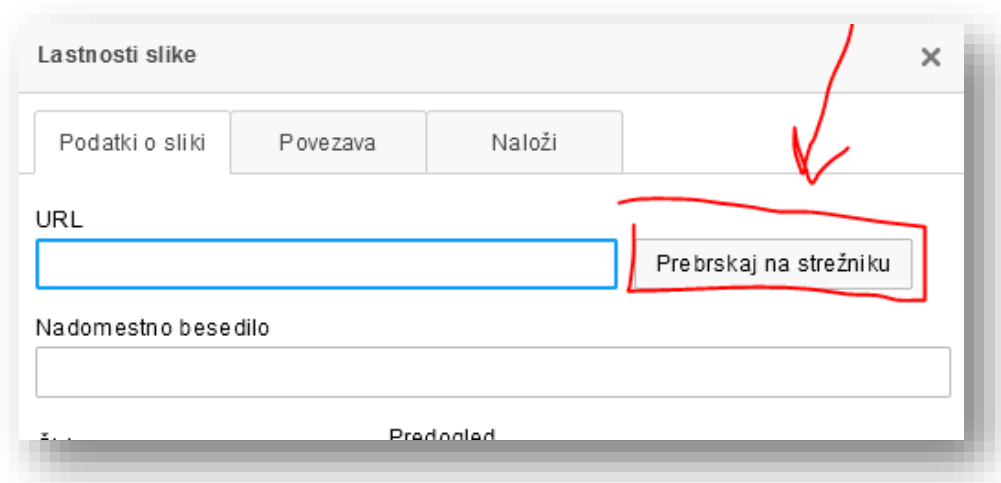 Lastnosti slike
Podatki o sliki Povezava Naloži
URL
Prebrskaj na strežniku
Nadomestno besedilo
Predogled